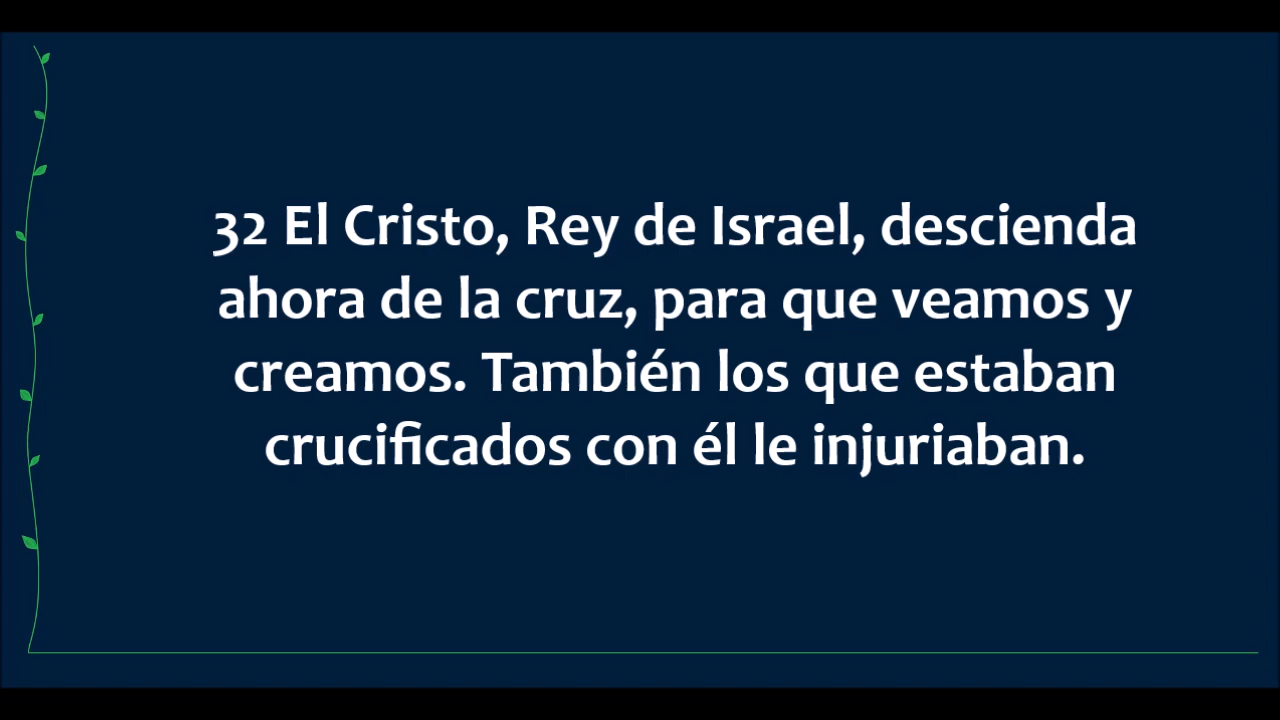 32 El Cristo, Rey de Israel, descienda
ahora de la cruz, para que veamos y
creamos. También los que estaban
crucificados con él le injuriaban.